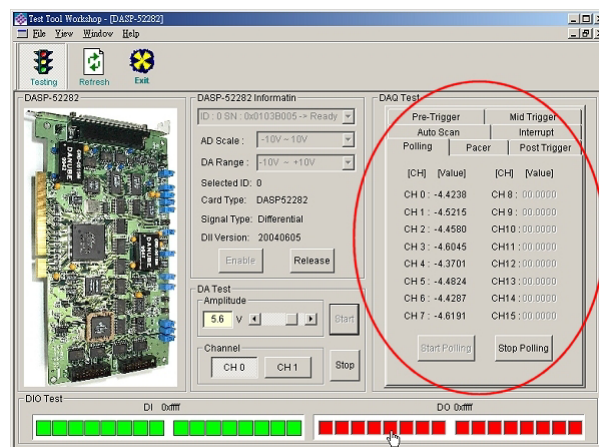 Test Tool Workshop - [DASP-52282]
File View Window Help
Testing Refresh Exit
DASP-52282
DASP-52282 Informatin
ID : 0 SN : 0x0103B005 -> Ready
AD Scale : -10V ~ 10V
DA Range : -10V ~ +10V
Selected ID: 0
Card Type: DASP52282
Signal Type: Differential
Dll Version: 20040605
Enable Release
DA Test
Amplitude
5.6 V Start
Channel
CH 0 CH 1 Stop
DAQ Test
Pre-Trigger Mid Trigger
Auto Scan Interrupt
Polling Pacer Post Trigger
[CH] [Value] [CH] [Value]
CH 0 : -4.4238 CH 8 : 00.0000
CH 1 : -4.5215 CH 9 : 00.0000
CH 2 : -4.4580 CH10 : 00.0000
CH 3 : -4.6045 CH11 : 00.0000
CH 4 : -4.3701 CH12 : 00.0000
CH 5 : -4.4824 CH13 : 00.0000
CH 6 : -4.4287 CH14 : 00.0000
CH 7 : -4.6191 CH15 : 00.0000
Start Polling Stop Polling
DIO Test
DI 0xffff DO 0xffff
DANUBE
DANUBE